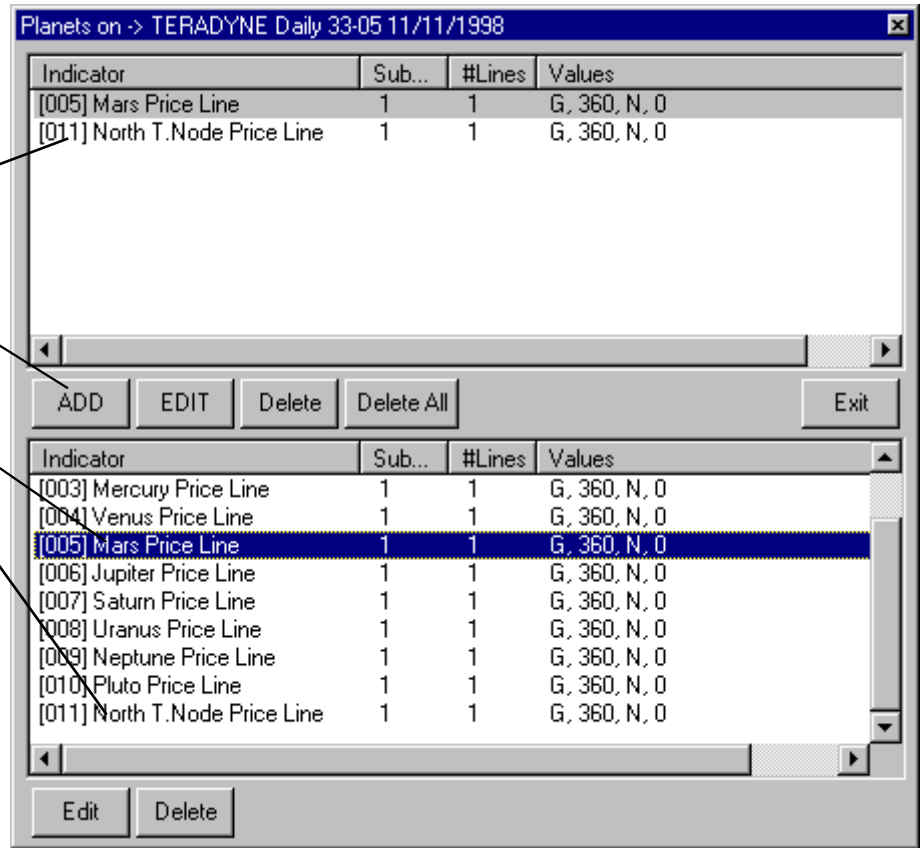 Planets on -> TERADYNE Daily 33-05 11/11/1998
Indicator Sub... #Lines Values
[005] Mars Price Line 1 1 G, 360, N, 0
[011] North T.Node Price Line 1 1 G, 360, N, 0
ADD EDIT Delete Delete All Exit
Indicator Sub... #Lines Values
[003] Mercury Price Line 1 1 G, 360, N, 0
[004] Venus Price Line 1 1 G, 360, N, 0
[005] Mars Price Line 1 1 G, 360, N, 0
[006] Jupiter Price Line 1 1 G, 360, N, 0
[007] Saturn Price Line 1 1 G, 360, N, 0
[008] Uranus Price Line 1 1 G, 360, N, 0
[009] Neptune Price Line 1 1 G, 360, N, 0
[010] Pluto Price Line 1 1 G, 360, N, 0
[011] North T.Node Price Line 1 1 G, 360, N, 0
Edit Delete